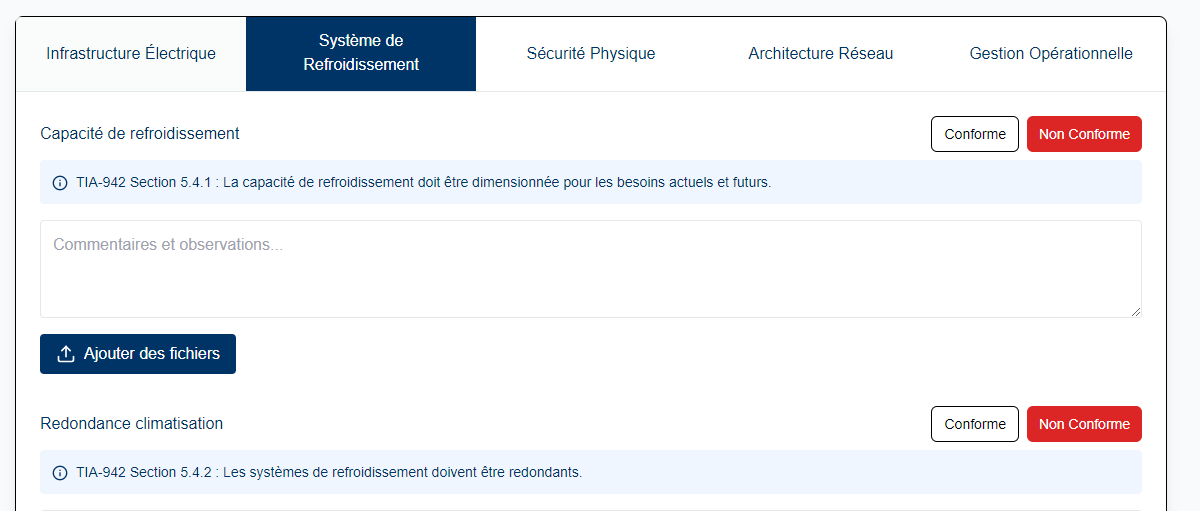 Infrastructure Électrique
Système de
Refroidissement
Sécurité Physique
Architecture Réseau
Gestion Opérationnelle
Capacité de refroidissement
Conforme
Non Conforme
TIA-942 Section 5.4.1 : La capacité de refroidissement doit être dimensionnée pour les besoins actuels et futurs.
Commentaires et observations...
Ajouter des fichiers
Redondance climatisation
Conforme
Non Conforme
TIA-942 Section 5.4.2 : Les systèmes de refroidissement doivent être redondants.